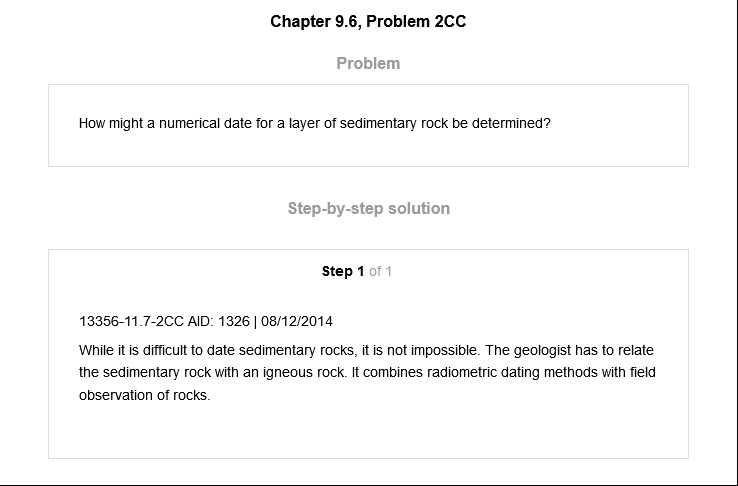 Chapter 9.6, Problem 2CC
Problem
How might a numerical date for a layer of sedimentary rock be determined?
Step-by-step solution
Step 1 of 1
13356-11.7-2CC AID: 1326 | 08/12/2014
While it is difficult to date sedimentary rocks, it is not impossible. The geologist has to relate
the sedimentary rock with an igneous rock. It combines radiometric dating methods with field
observation of rocks.